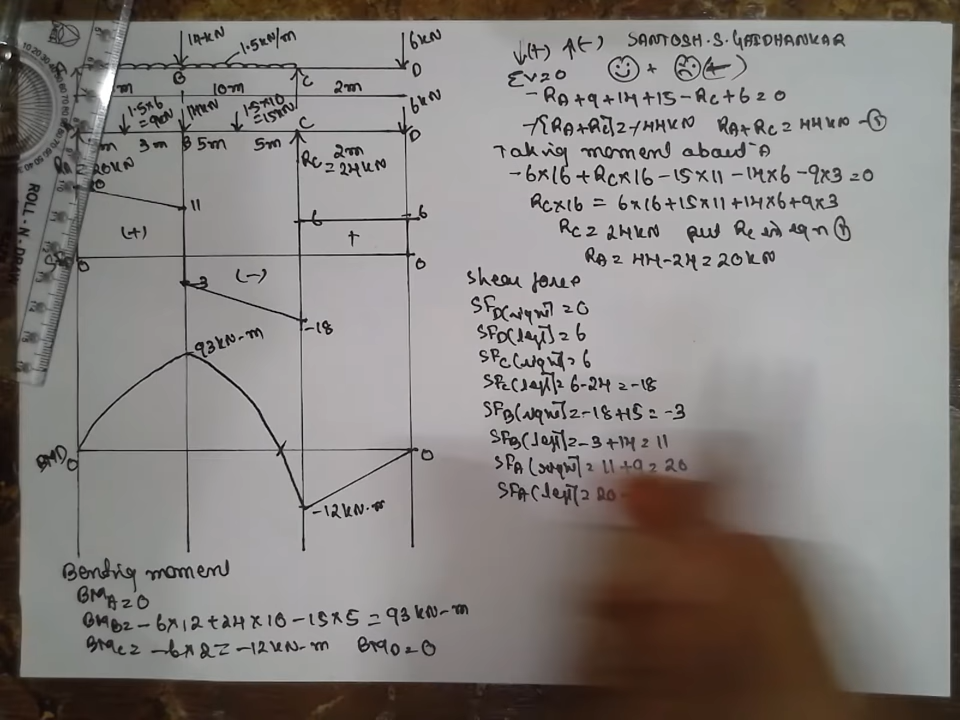 14KN 1.5KN/m 6KN
B C D
m 10m 2m
1.5×6 =9KN 14KN 1.5×10 =15KN 6KN
C D
m 3m B 5m 5m 2m
RA=20KN RC=24KN
11
6 6
(+) +
0 0
-3 (-)
-18
93KN-m
BMD 0 0
-12KN-m
Bending moment
BMA=0
BMB=-6×12+24×10-15×5=93KN-m
BMC=-6×2=-12KN-m BMD=0
↓(+) ↑(-) SANTOSH.S.GAIDHANKAR
ΣV=0 + (←)
-RA+9+14+15-RC+6=0
-[RA+RC]=-44KN RA+RC=44KN-①
Taking moment about A
-6×18+RC×16-15×11-14×6-9×3=0
RC×16=6×18+15×11+14×6+9×3
RC=24KN put RC in eqn ①
RA=44-24=20KN
Shear force
SFD(right)=0
SFD(left)=6
SFC(right)=6
SFC(left)=6-24=-18
SFB(right)=-18+15=-3
SFB(left)=-3+14=11
SFA(right)=11+9=20
SFA(left)=20-
ROLL-N-DRAW